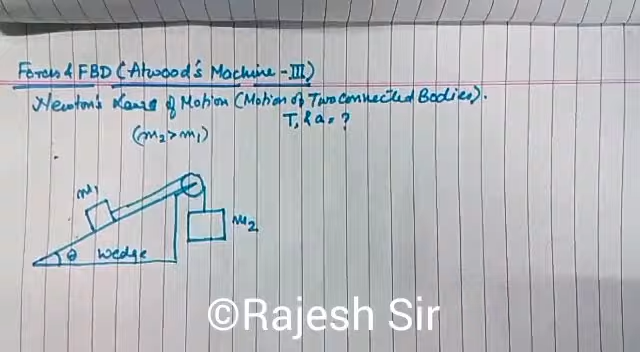 Forces & FBD (Atwood's Machine - III)
Newton's Laws of Motion (Motion of Two connected Bodies).
(m₂ > m₁)
T, & a = ?
m₁
m₂
θ wedge
©Rajesh Sir